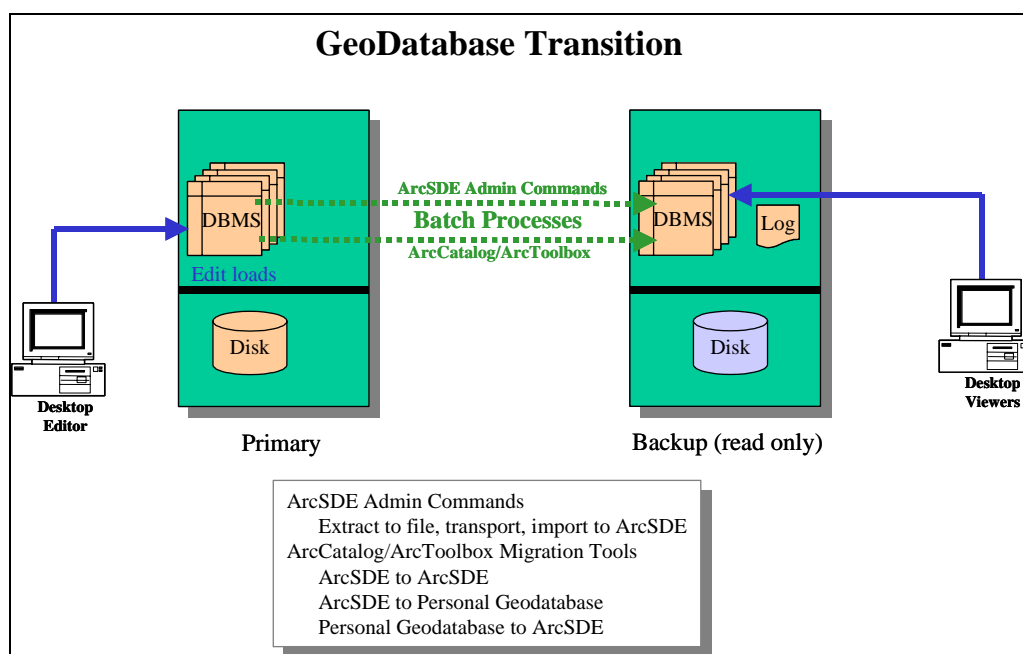 GeoDatabase Transition
DBMS
Edit loads
Disk
Desktop
Editor
Primary
ArcSDE Admin Commands
Batch Processes
ArcCatalog/ArcToolbox
DBMS
Log
Disk
Desktop
Viewers
Backup (read only)
ArcSDE Admin Commands
Extract to file, transport, import to ArcSDE
ArcCatalog/ArcToolbox Migration Tools
ArcSDE to ArcSDE
ArcSDE to Personal Geodatabase
Personal Geodatabase to ArcSDE